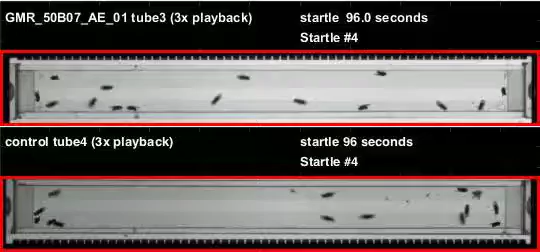 GMR_50B07_AE_01 tube3 (3x playback) startle 96.0 seconds
Startle #4
control tube4 (3x playback) startle 96 seconds
Startle #4